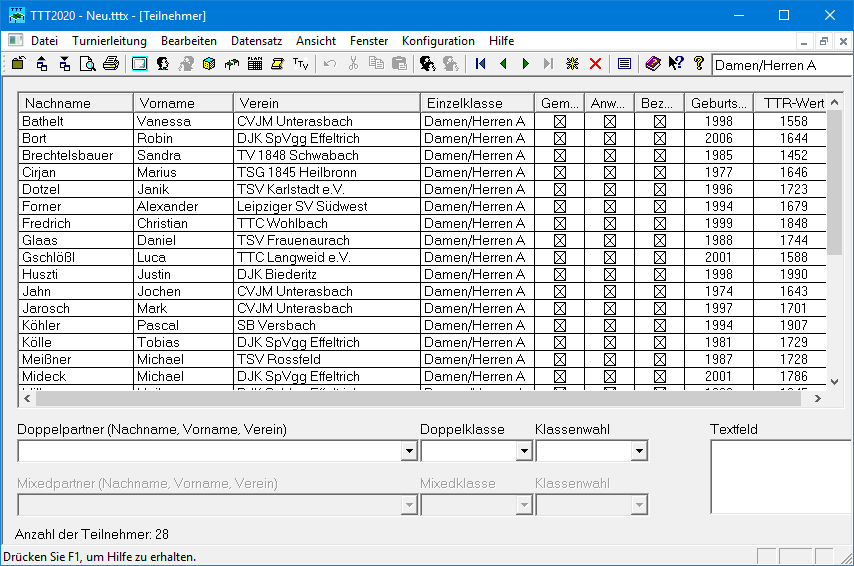 TTT2020 - Neu.tttx - [Teilnehmer]
Datei Turnierleitung Bearbeiten Datensatz Ansicht Fenster Konfiguration Hilfe
TTV Damen/Herren A
Nachname Vorname Verein Einzelklasse Gem... Anw... Bez... Geburts... TTR-Wert
Bathelt Vanessa CVJM Unterasbach Damen/Herren A 1998 1558
Bort Robin DJK SpVgg Effeltrich Damen/Herren A 2006 1644
Brechtelsbauer Sandra TV 1848 Schwabach Damen/Herren A 1985 1452
Cirjan Marius TSG 1845 Heilbronn Damen/Herren A 1977 1646
Dotzel Janik TSV Karlstadt e.V. Damen/Herren A 1996 1723
Forner Alexander Leipziger SV Südwest Damen/Herren A 1994 1679
Fredrich Christian TTC Wohlbach Damen/Herren A 1999 1848
Glaas Daniel TSV Frauenaurach Damen/Herren A 1988 1744
Gschlößl Luca TTC Langweid e.V. Damen/Herren A 2001 1588
Huszti Justin DJK Biederitz Damen/Herren A 1998 1990
Jahn Jochen CVJM Unterasbach Damen/Herren A 1974 1643
Jarosch Mark CVJM Unterasbach Damen/Herren A 1997 1701
Köhler Pascal SB Versbach Damen/Herren A 1994 1907
Kölle Tobias DJK SpVgg Effeltrich Damen/Herren A 1981 1729
Meißner Michael TSV Rossfeld Damen/Herren A 1987 1728
Mideck Michael DJK SpVgg Effeltrich Damen/Herren A 2001 1786
Doppelpartner (Nachname, Vorname, Verein) Doppelklasse Klassenwahl Textfeld
Mixedpartner (Nachname, Vorname, Verein) Mixedklasse Klassenwahl
Anzahl der Teilnehmer: 28
Drücken Sie F1, um Hilfe zu erhalten.